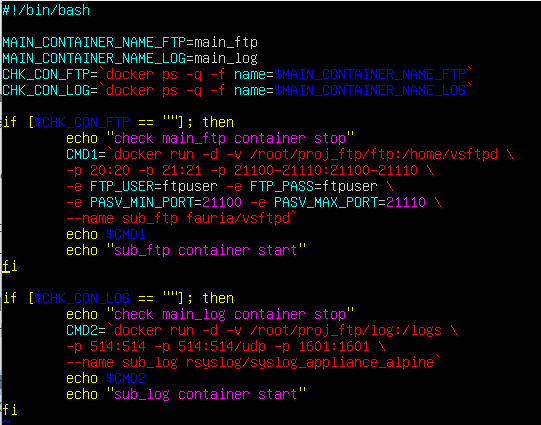 #!/bin/bash
MAIN_CONTAINER_NAME_FTP=main_ftp
MAIN_CONTAINER_NAME_LOG=main_log
CHK_CON_FTP=`docker ps -q -f name=$MAIN_CONTAINER_NAME_FTP`
CHK_CON_LOG=`docker ps -q -f name=$MAIN_CONTAINER_NAME_LOG`
if [$CHK_CON_FTP == ""]; then
echo "check main_ftp container stop"
CMD1=`docker run -d -v /root/proj_ftp/ftp:/home/vsftpd \
-p 20:20 -p 21:21 -p 21100-21110:21100-21110 \
-e FTP_USER=ftpuser -e FTP_PASS=ftpuser \
-e PASV_MIN_PORT=21100 -e PASV_MAX_PORT=21110 \
--name sub_ftp fauria/vsftpd`
echo $CMD1
echo "sub_ftp container start"
fi
if [$CHK_CON_LOG == ""]; then
echo "check main_log container stop"
CMD2=`docker run -d -v /root/proj_ftp/log:/logs \
-p 514:514 -p 514:514/udp -p 1601:1601 \
--name sub_log rsyslog/syslog_appliance_alpine`
echo $CMD2
echo "sub_log container start"
fi